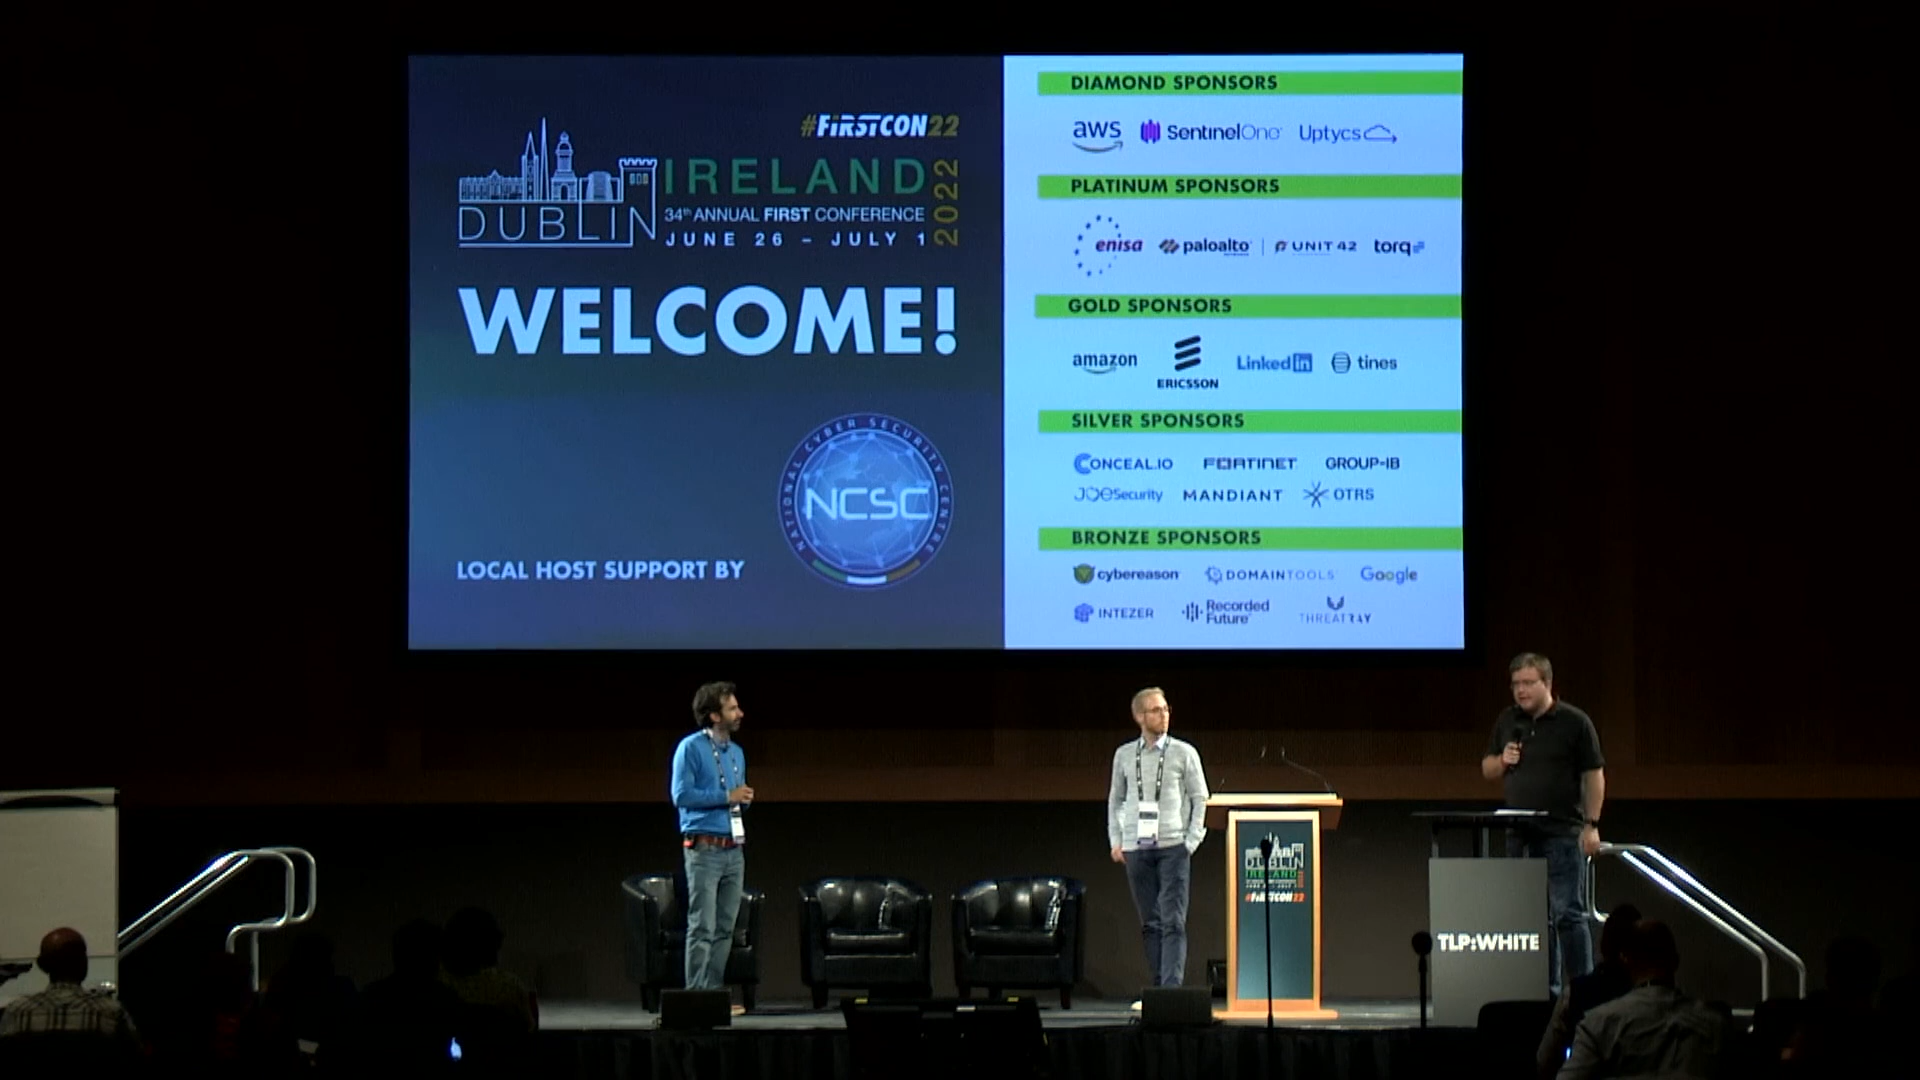 #FiRSTCON22
DUBLIN
IRELAND
2022
34th ANNUAL FIRST CONFERENCE
JUNE 26 – JULY 1
WELCOME!
NATIONAL CYBER SECURITY CENTRE
NCSC
LOCAL HOST SUPPORT BY
DIAMOND SPONSORS
aws SentinelOne Uptycs
PLATINUM SPONSORS
enisa paloalto | UNIT 42 torq
GOLD SPONSORS
amazon ERICSSON LinkedIn tines
SILVER SPONSORS
CONCEAL.IO FORTINET GROUP-IB
JOESecurity MANDIANT OTRS
BRONZE SPONSORS
cybereason DOMAINTOOLS Google
INTEZER Recorded Future THREATRAY
DUBLIN
IRELAND
#FiRSTCON22
TLP:WHITE